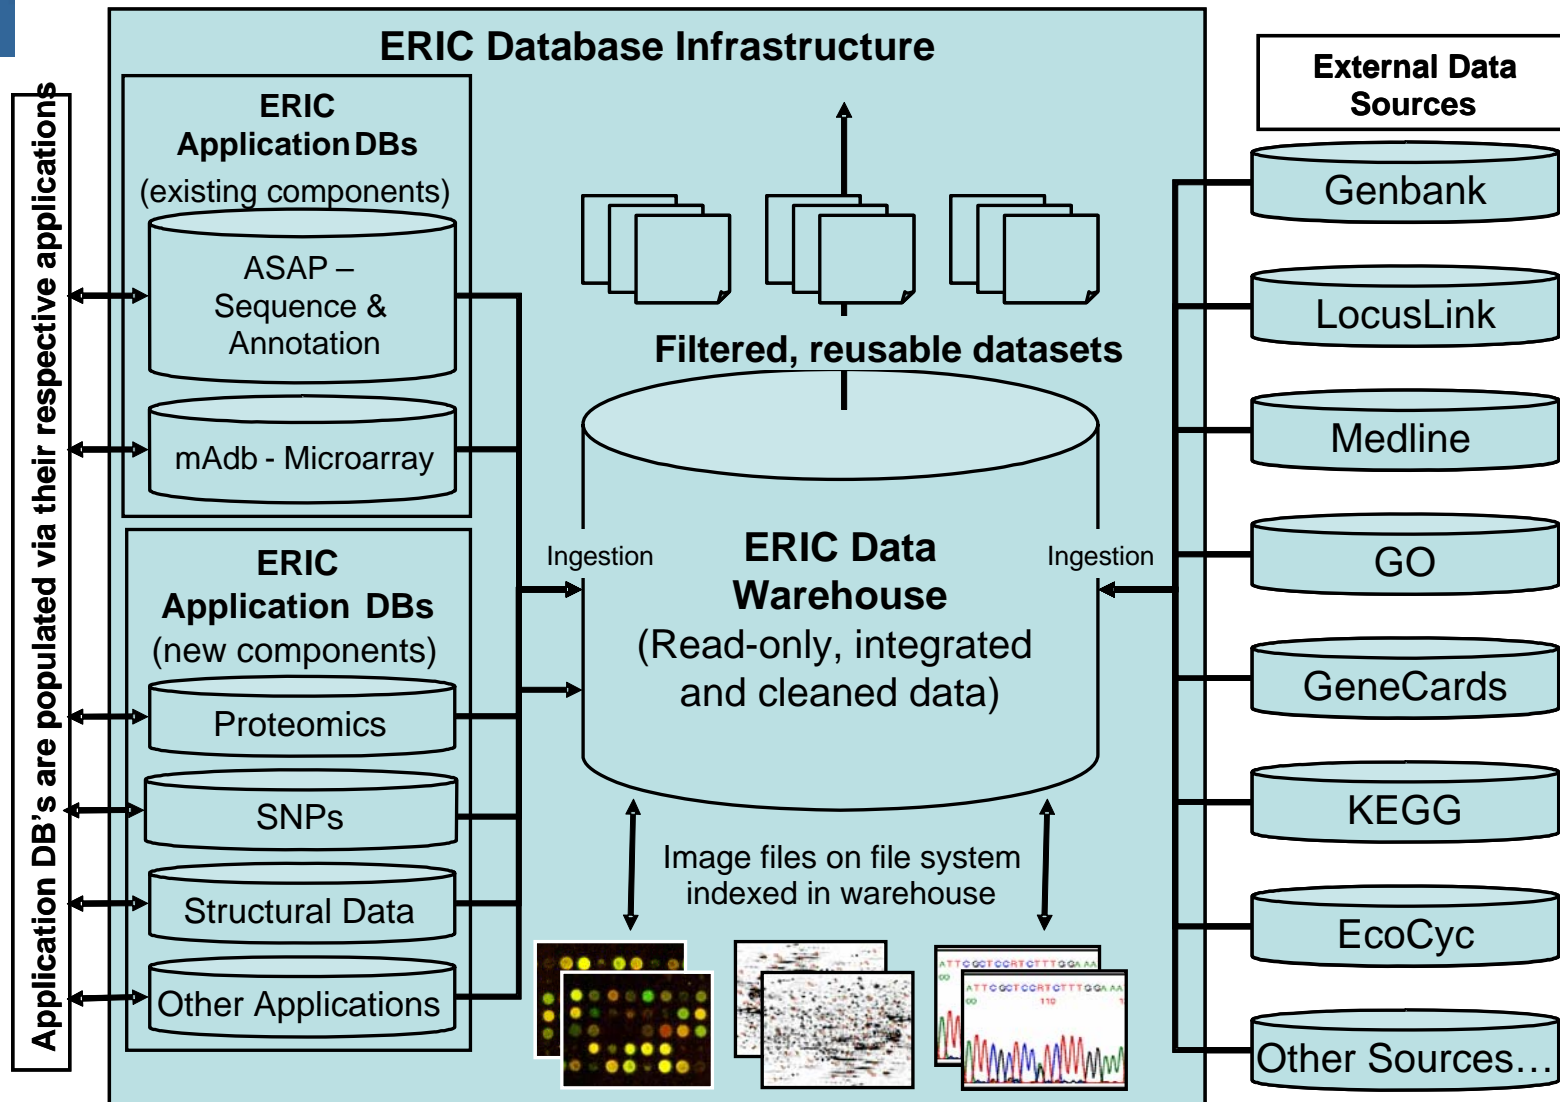 ERIC Database Infrastructure
Application DB's are populated via their respective applications
ERIC
Application DBs
(existing components)
ASAP –
Sequence &
Annotation
mAdb - Microarray
ERIC
Application DBs
(new components)
Proteomics
SNPs
Structural Data
Other Applications
Filtered, reusable datasets
Ingestion
ERIC Data
Warehouse
(Read-only, integrated
and cleaned data)
Ingestion
Image files on file system
indexed in warehouse
ATTCGCTCCRTCTTTGGAAA
ATTCGCTCCRTCTTTGGAAA
110
External Data
Sources
Genbank
LocusLink
Medline
GO
GeneCards
KEGG
EcoCyc
Other Sources…